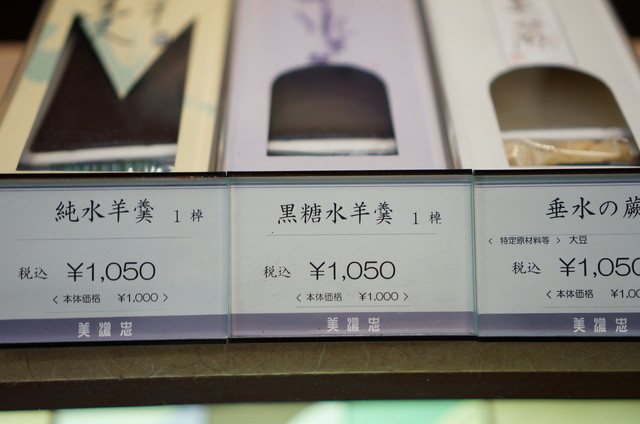 純水羊羹 1棹
税込 ¥1,050
〈本体価格 ¥1,000〉
美濃忠
黒糖水羊羹 1棹
税込 ¥1,050
〈本体価格 ¥1,000〉
美濃忠
垂水の蕨
〈特定原材料等〉大豆
税込 ¥1,050
〈本体価格 ¥1,0
美濃忠